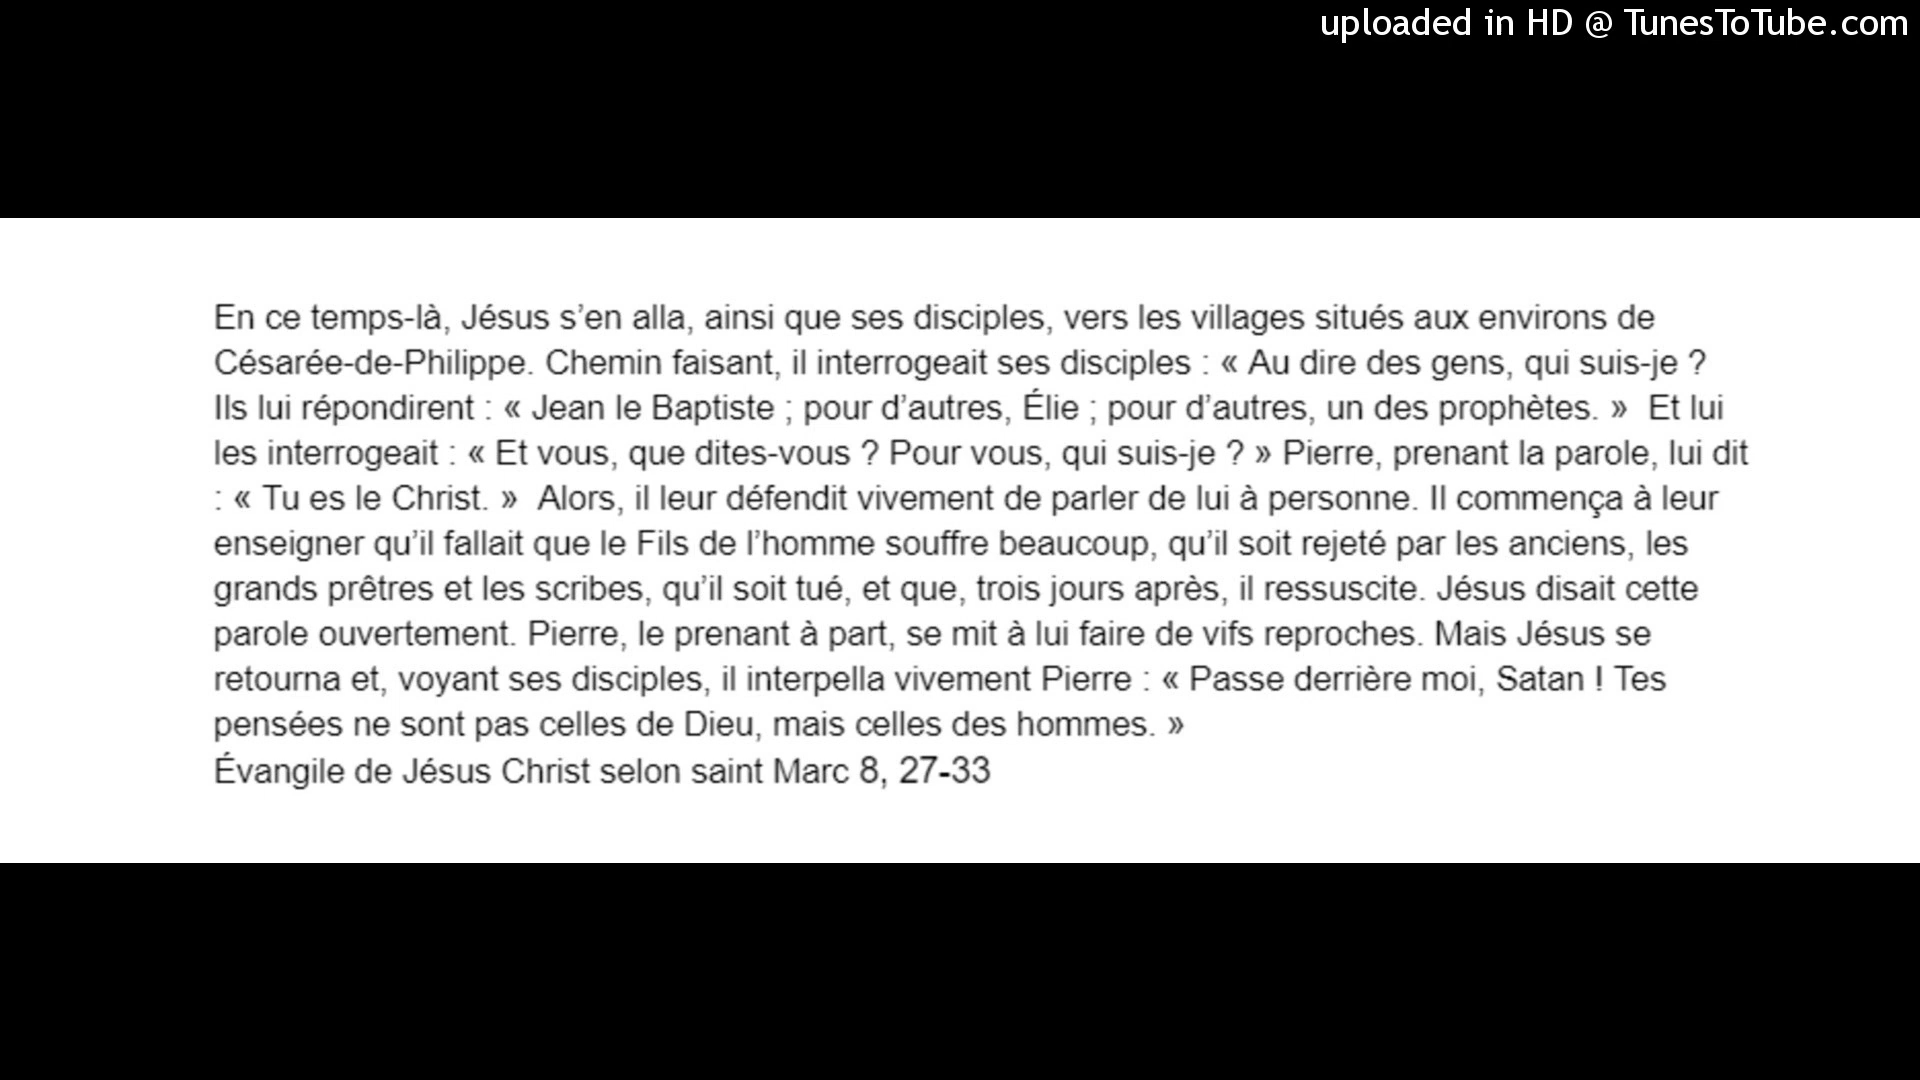 uploaded in HD @ TunesToTube.com
En ce temps-là, Jésus s’en alla, ainsi que ses disciples, vers les villages situés aux environs de
Césarée-de-Philippe. Chemin faisant, il interrogeait ses disciples : « Au dire des gens, qui suis-je ?
Ils lui répondirent : « Jean le Baptiste ; pour d’autres, Élie ; pour d’autres, un des prophètes. »  Et lui
les interrogeait : « Et vous, que dites-vous ? Pour vous, qui suis-je ? » Pierre, prenant la parole, lui dit
: « Tu es le Christ. »  Alors, il leur défendit vivement de parler de lui à personne. Il commença à leur
enseigner qu’il fallait que le Fils de l’homme souffre beaucoup, qu’il soit rejeté par les anciens, les
grands prêtres et les scribes, qu’il soit tué, et que, trois jours après, il ressuscite. Jésus disait cette
parole ouvertement. Pierre, le prenant à part, se mit à lui faire de vifs reproches. Mais Jésus se
retourna et, voyant ses disciples, il interpella vivement Pierre : « Passe derrière moi, Satan ! Tes
pensées ne sont pas celles de Dieu, mais celles des hommes. »
Évangile de Jésus Christ selon saint Marc 8, 27-33